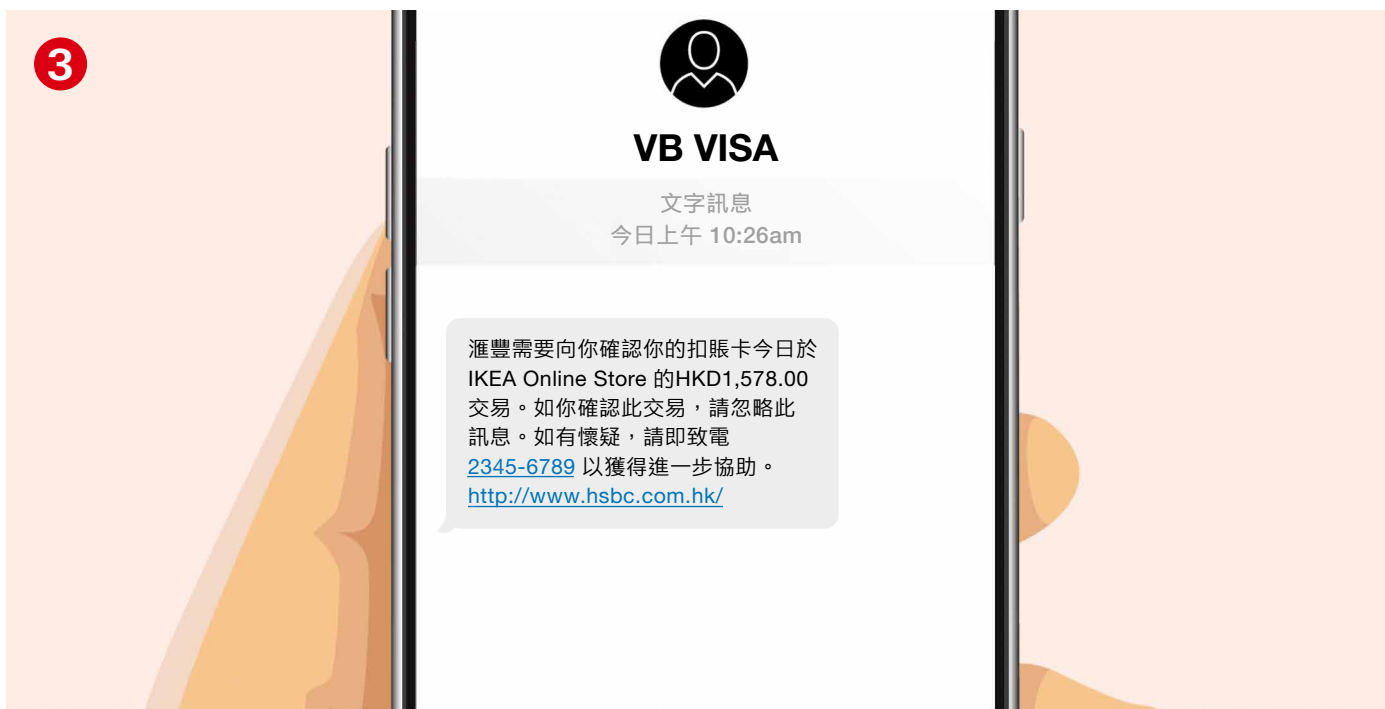 3
VB VISA
文字訊息
今日上午 10:26am
滙豐需要向你確認你的扣賬卡今日於
IKEA Online Store 的HKD1,578.00
交易。如你確認此交易，請忽略此
訊息。如有懷疑，請即致電
2345-6789 以獲得進一步協助。
http://www.hsbc.com.hk/